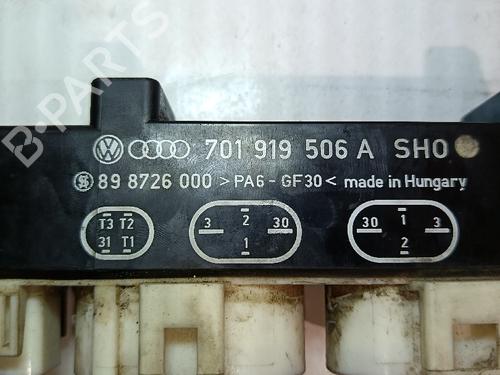 B-PARTS
701 919 506 A SHO
89 8726 000 >PA6-GF30< made in Hungary
T3 T2 3 2 30 30 1 3
31 T1 1 2